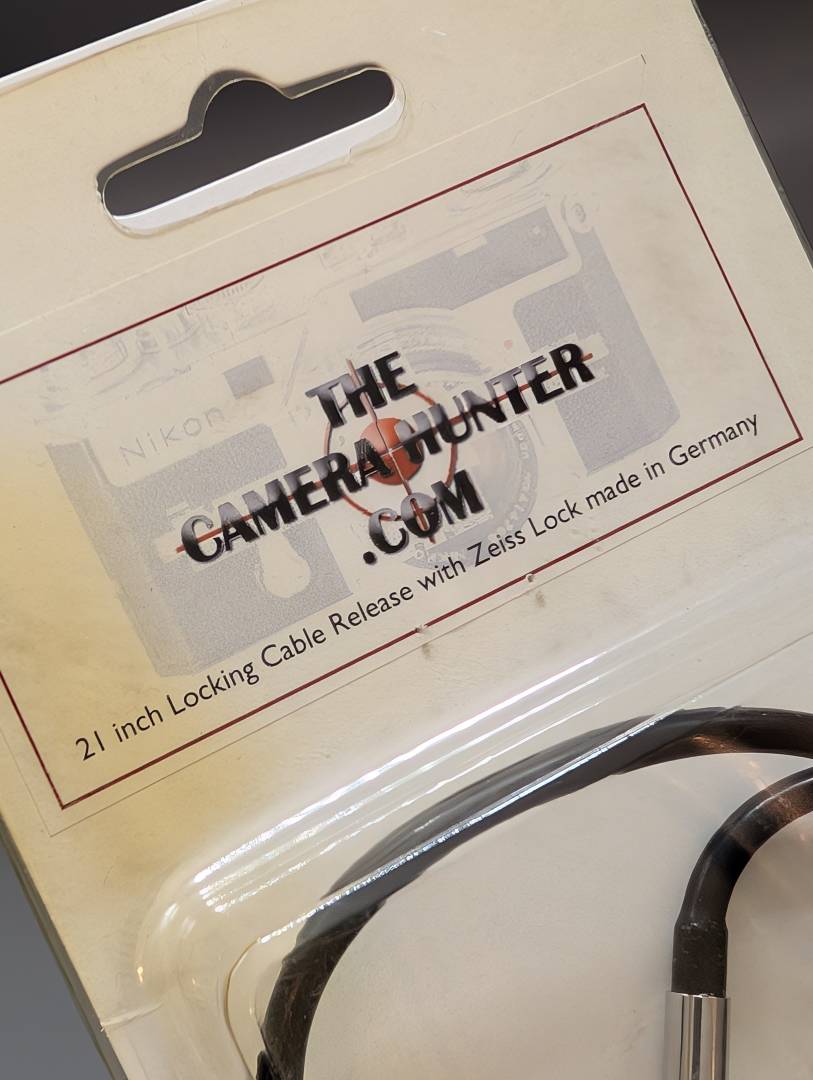 Nikon
THE
CAMERA HUNTER
.COM
21 inch Locking Cable Release with Zeiss Lock made in Germany